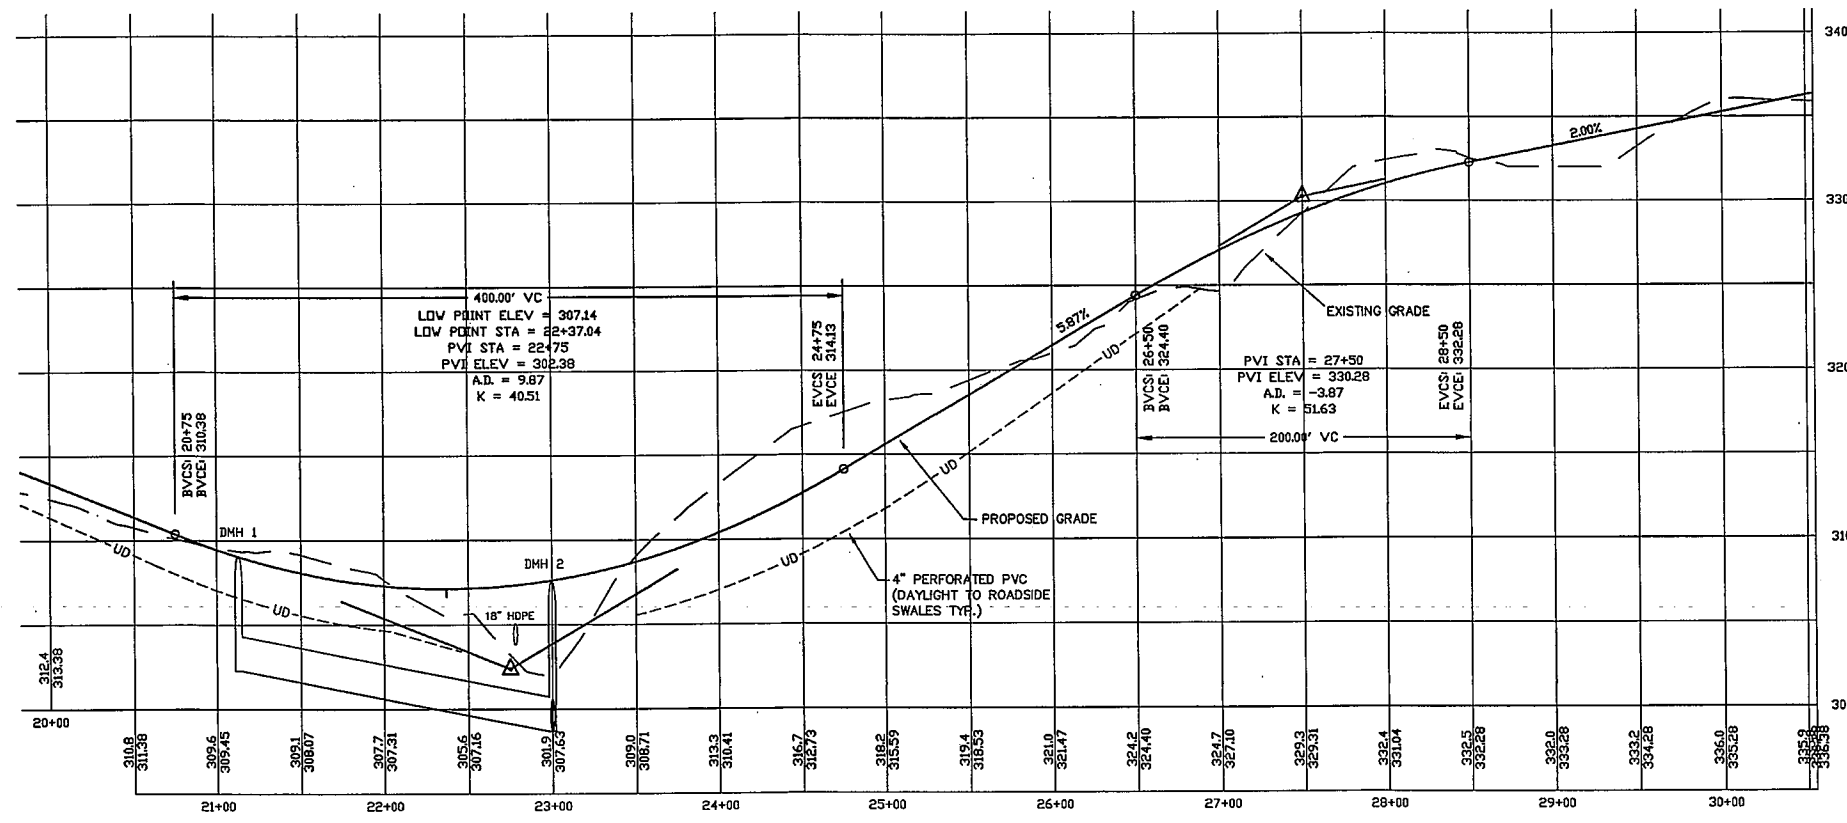 340
2.00%
330
400.00' VC
LOW POINT ELEV = 307.14
LOW POINT STA = 22+37.04
PVI STA = 22+75
PVI ELEV = 302.38
A.D. = 9.87
K = 40.51
EVCS: 24+75
EVCE: 314.13
5.87%
EXISTING GRADE
BVCS: 26+50
BVCE: 324.40
PVI STA = 27+50
PVI ELEV = 330.28
A.D. = -3.87
K = 51.63
200.00' VC
EVCS: 28+50
EVCE: 332.28
UD
BVCS: 20+75
BVCE: 310.38
UD
PROPOSED GRADE
DMH 1
DMH 2
UD
UD
4" PERFORATED PVC
(DAYLIGHT TO ROADSIDE
SWALES TYP.)
UD
18" HDPE
312.4
313.38
20+00
310.8
311.38
309.6
309.45
309.1
308.07
307.7
307.31
305.6
307.16
301.9
307.63
309.0
308.71
313.3
310.41
316.7
312.73
318.2
315.59
319.4
318.53
321.0
321.47
324.2
324.40
324.7
327.10
329.3
329.31
332.4
331.04
332.5
332.28
332.0
333.28
333.2
334.28
336.0
335.28
335.9
336.38
21+00
22+00
23+00
24+00
25+00
26+00
27+00
28+00
29+00
30+00